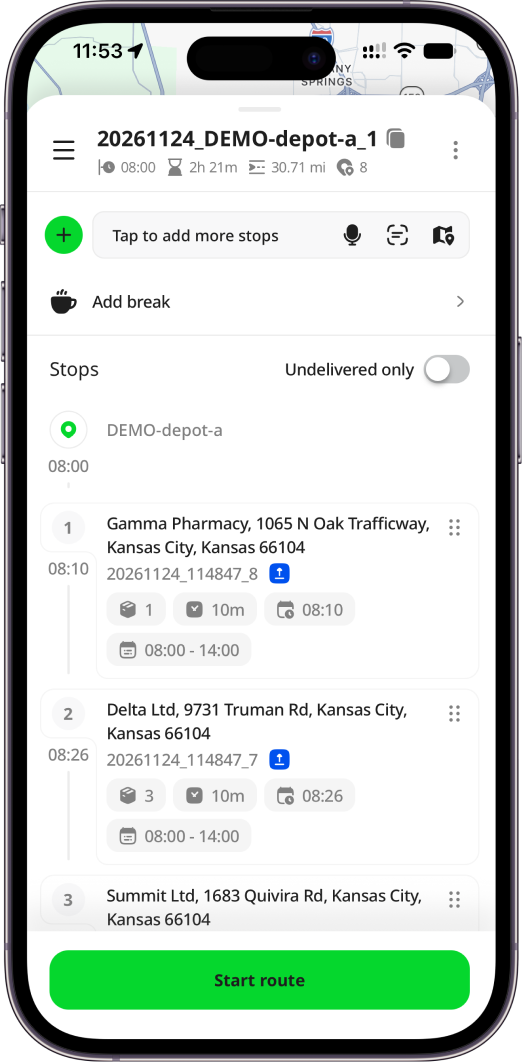 11:53
SPRINGS
20261124_DEMO-depot-a_1
08:00 2h 21m 30.71 mi 8
Tap to add more stops
Add break
Stops Undelivered only
DEMO-depot-a
08:00
1 Gamma Pharmacy, 1065 N Oak Trafficway,
Kansas City, Kansas 66104
08:10 20261124_114847_8
1 10m 08:10
08:00 - 14:00
2 Delta Ltd, 9731 Truman Rd, Kansas City,
Kansas 66104
08:26 20261124_114847_7
3 10m 08:26
08:00 - 14:00
3 Summit Ltd, 1683 Quivira Rd, Kansas City,
Kansas 66104
Start route